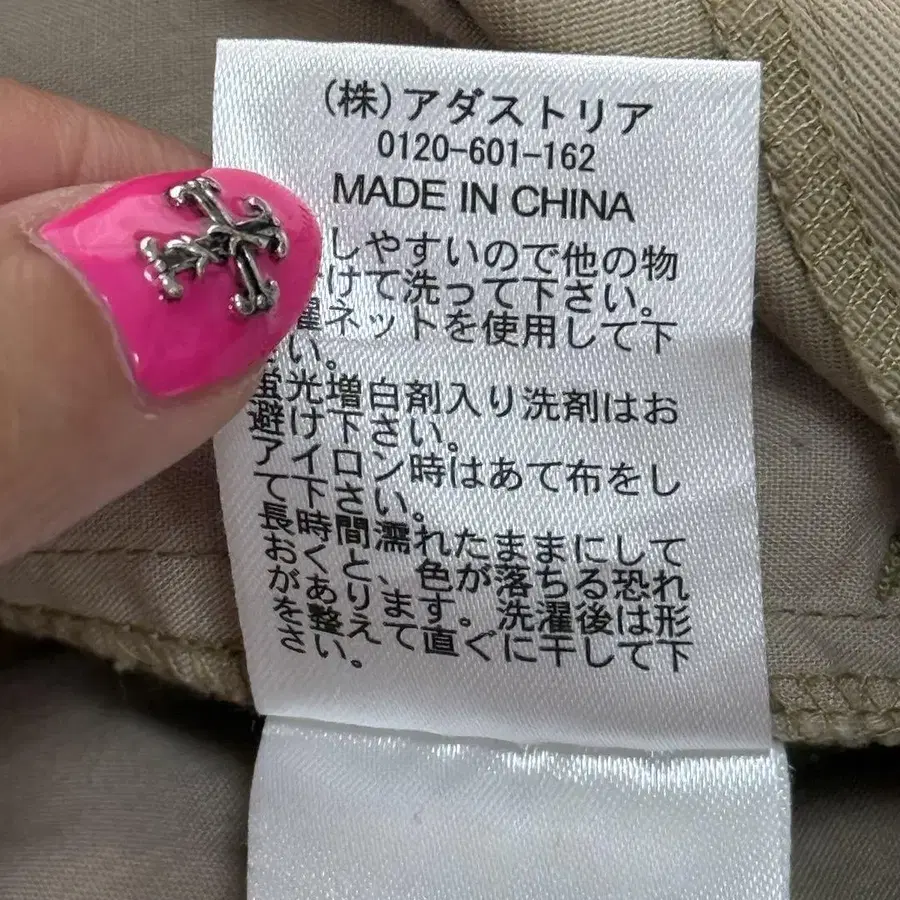 (株)アダストリア
0120-601-162
MADE IN CHINA
しやすいので他の物
けて洗って下さい。
濯ネットを使用して下
い。
蛍光増白剤入り洗剤はお
避け下さい。
アイロン時はあて布をし
て下さい。
長時間濡れたままにして
おくと、色が落ちる恐れ
があります。洗濯後は形
を整えて直ぐに干して下
さい。